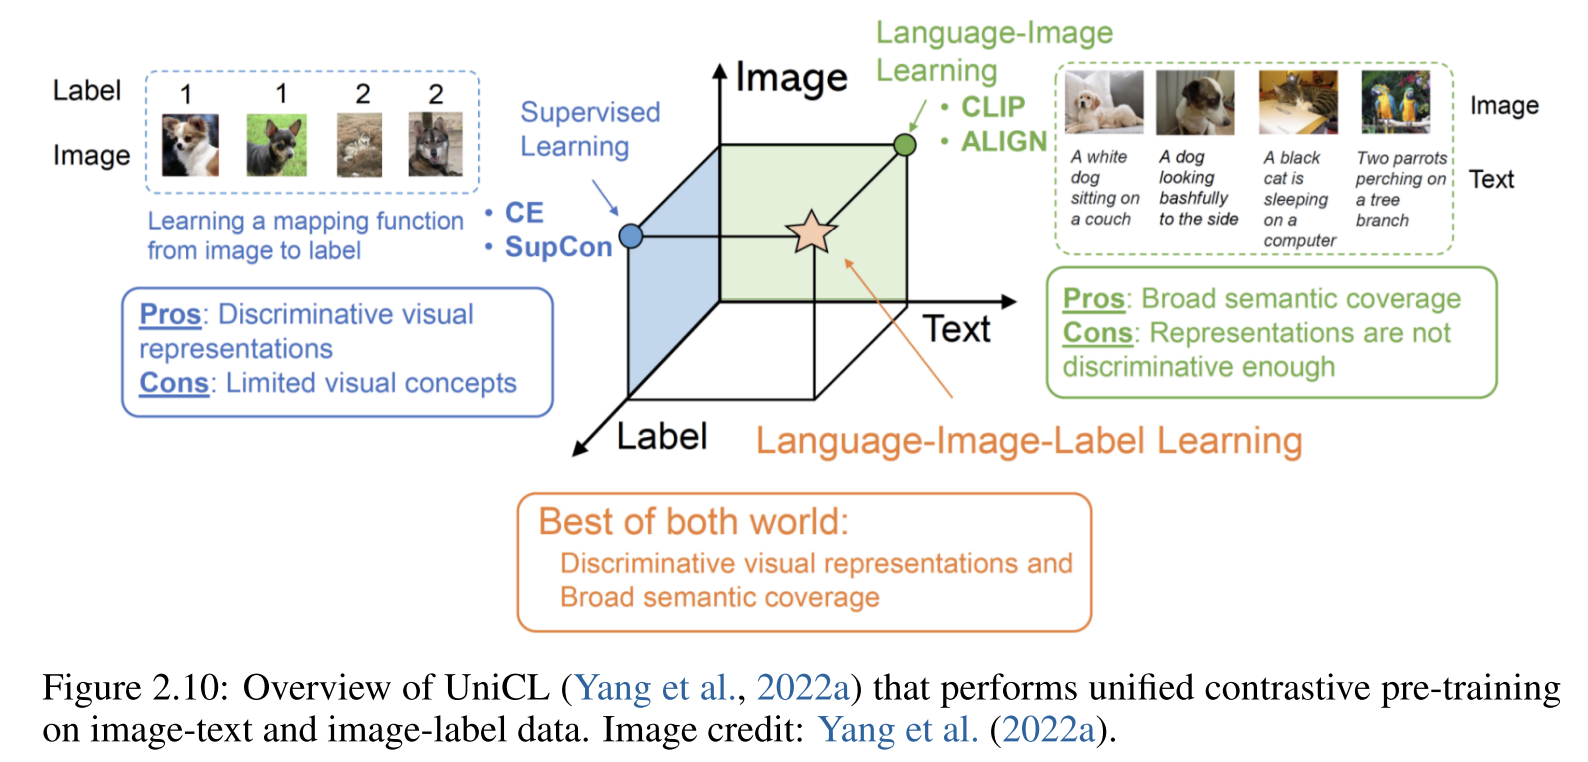 Label
1 1 2 2
Image
Learning a mapping function
from image to label
Pros: Discriminative visual
representations
Cons: Limited visual concepts
Supervised
Learning
• CE
• SupCon
Image
Text
Label
Language-Image
Learning
• CLIP
• ALIGN
Image
A white
dog
sitting on
a couch
A dog
looking
bashfully
to the side
A black
cat is
sleeping
on a
computer
Two parrots
perching on
a tree
branch
Text
Pros: Broad semantic coverage
Cons: Representations are not
discriminative enough
Language-Image-Label Learning
Best of both world:
Discriminative visual representations and
Broad semantic coverage
Figure 2.10: Overview of UniCL (Yang et al., 2022a) that performs unified contrastive pre-training
on image-text and image-label data. Image credit: Yang et al. (2022a).